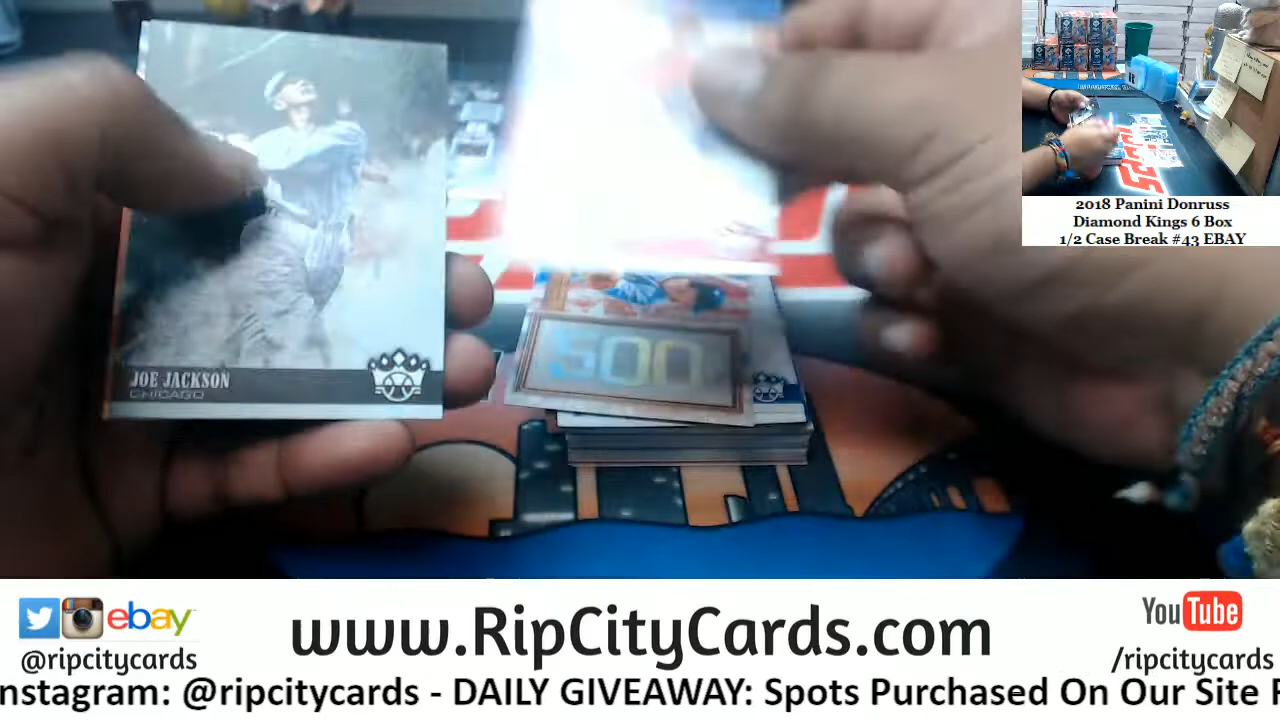 JOE JACKSON
CHICAGO
500
2018 Panini Donruss
Diamond Kings 6 Box
1/2 Case Break #43 EBAY
ebay
@ripcitycards
www.RipCityCards.com
YouTube
/ripcitycards
nstagram: @ripcitycards - DAILY GIVEAWAY: Spots Purchased On Our Site